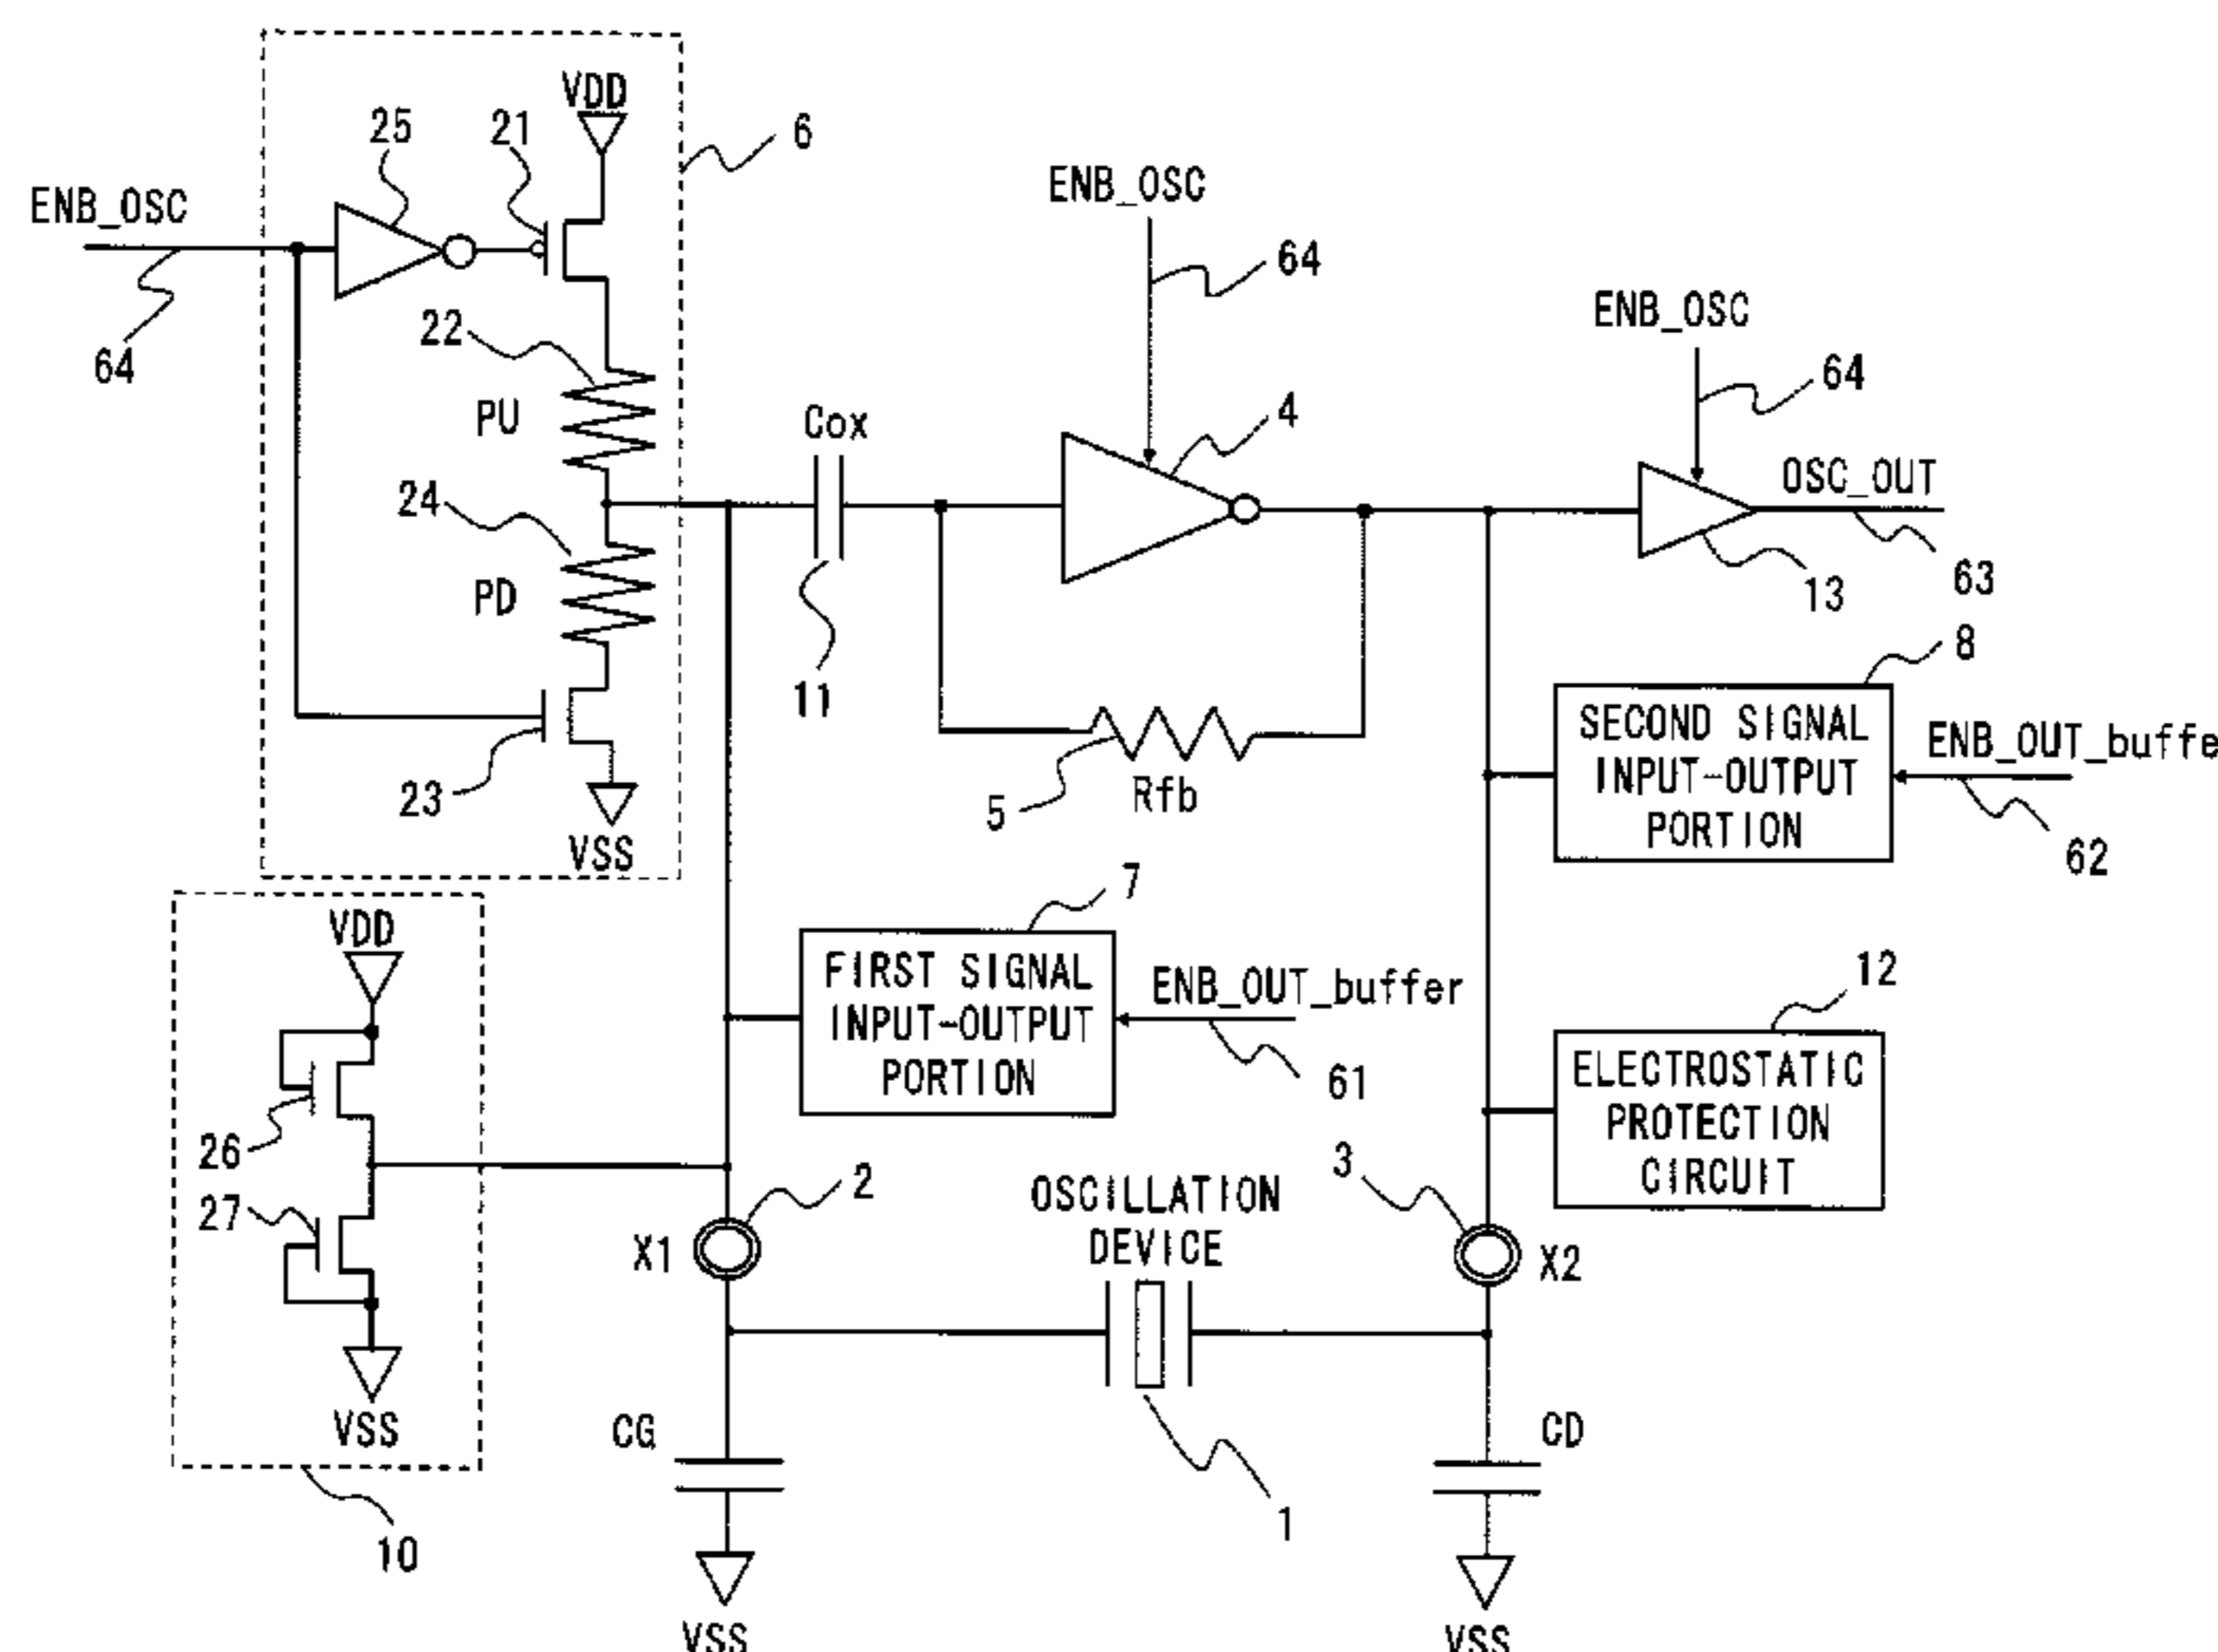 VDD
25
21
6
ENB_OSC
ENB_OSC
64
64
22
ENB_OSC
64
PU
Cox
4
24
OSC_OUT
PD
63
13
11
8
SECOND SIGNAL
INPUT-OUTPUT
PORTION
ENB_OUT_buffe
23
5
Rfb
VSS
62
7
VDD
FIRST SIGNAL
INPUT-OUTPUT
PORTION
ENB_OUT_buffer
12
61
ELECTROSTATIC
PROTECTION
CIRCUIT
26
27
2
3
OSCILLATION
DEVICE
X1
X2
VSS
CG
CD
1
10
VSS
VSS